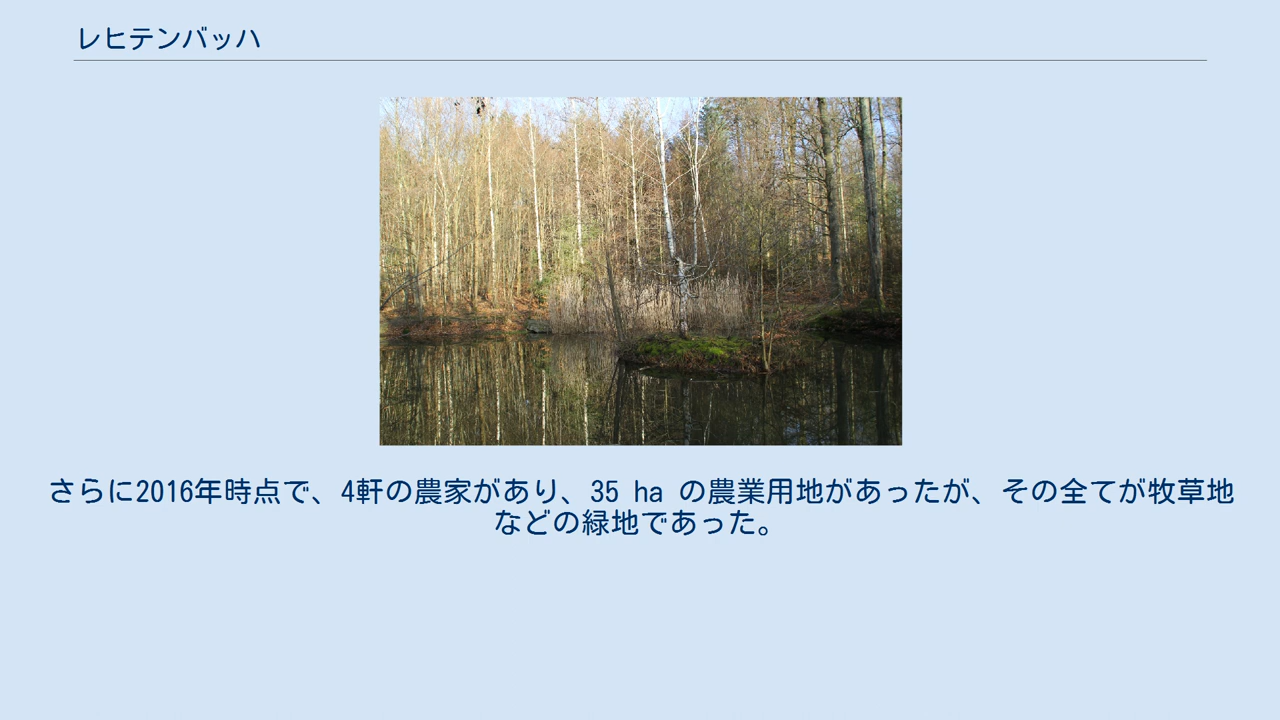 レヒテンバッハ
さらに2016年時点で、4軒の農家があり、35 ha の農業用地があったが、その全てが牧草地
などの緑地であった。